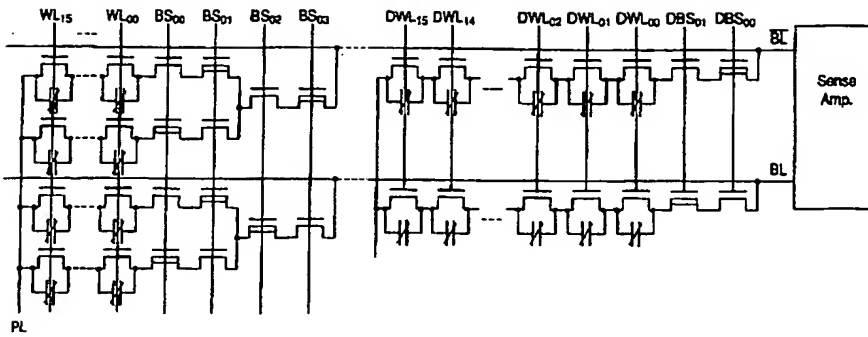 WL15 --- WL00 BS00 BS01 BS02 BS03 DWL15 DWL14 DWL02 DWL01 DWL00 DBS01 DBS00
BL
Sense
Amp.
BL
PL